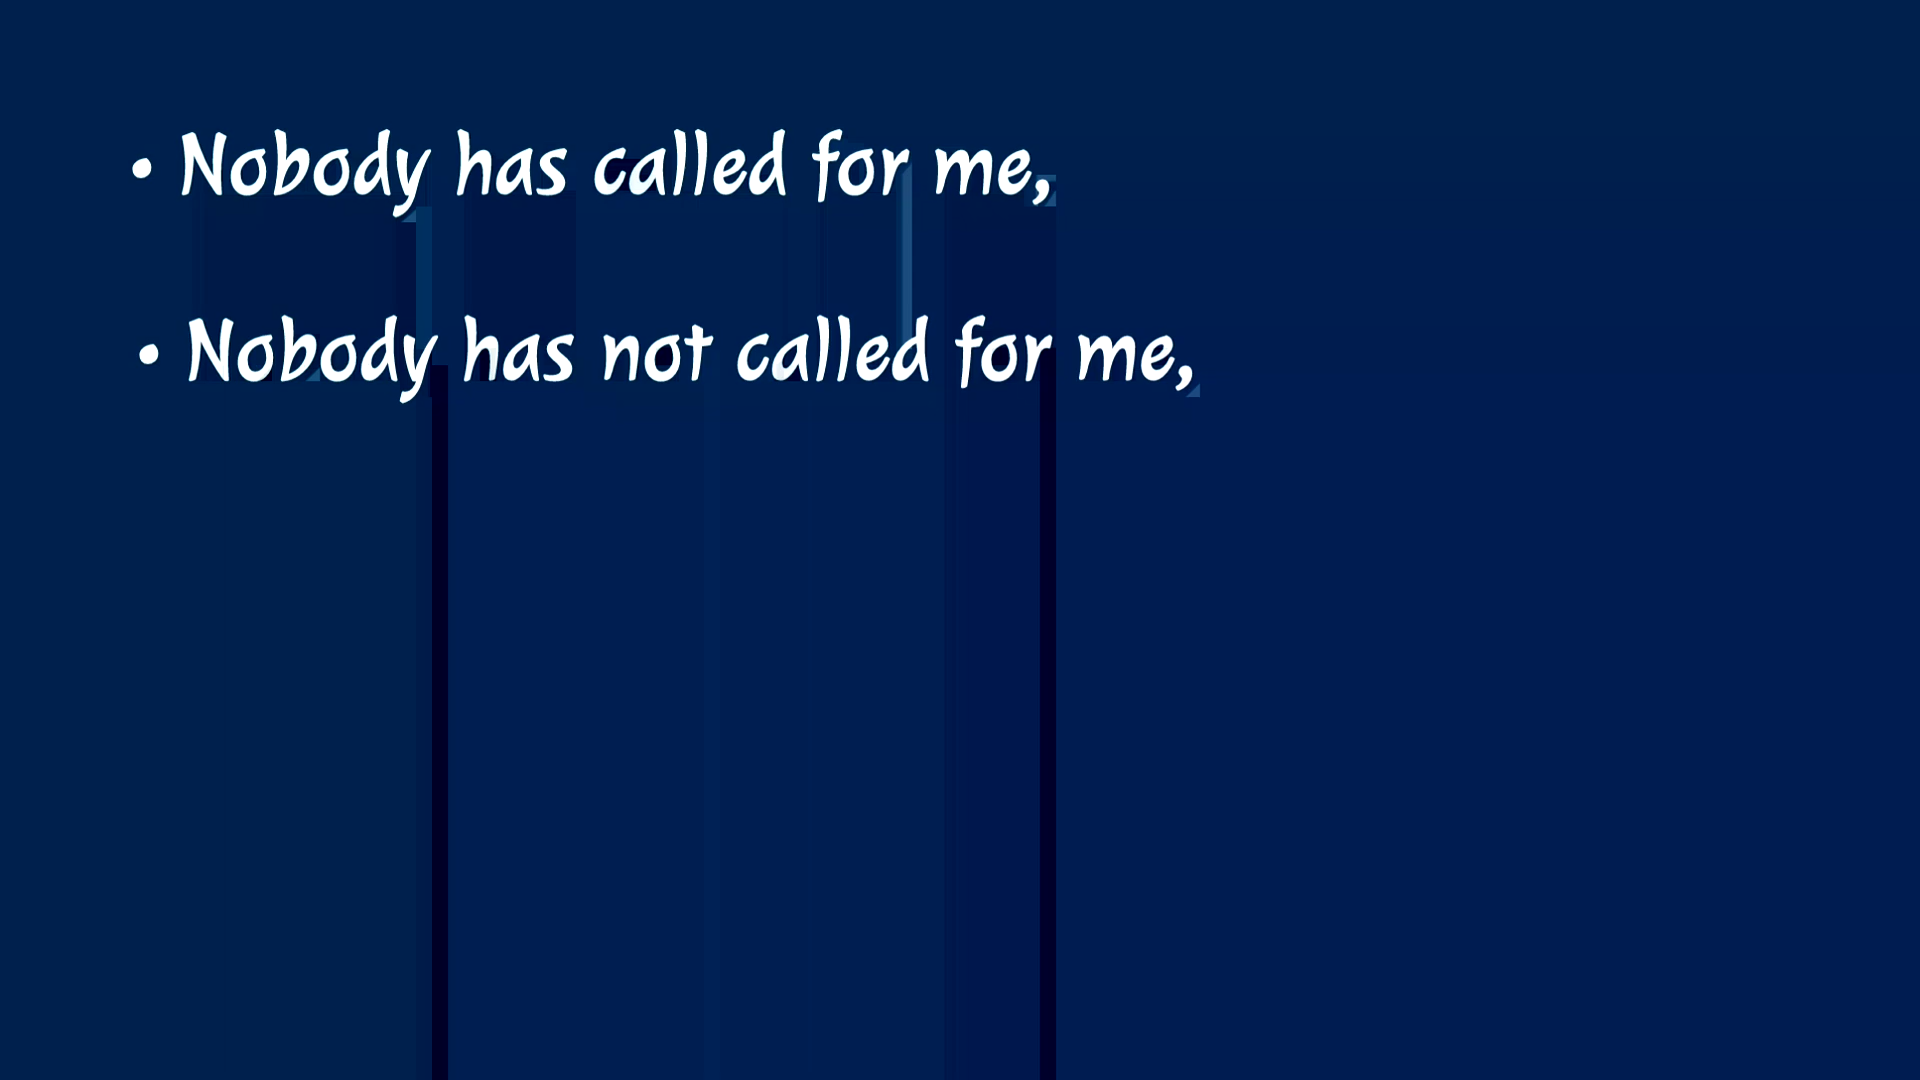 • Nobody has called for me,
• Nobody has not called for me,